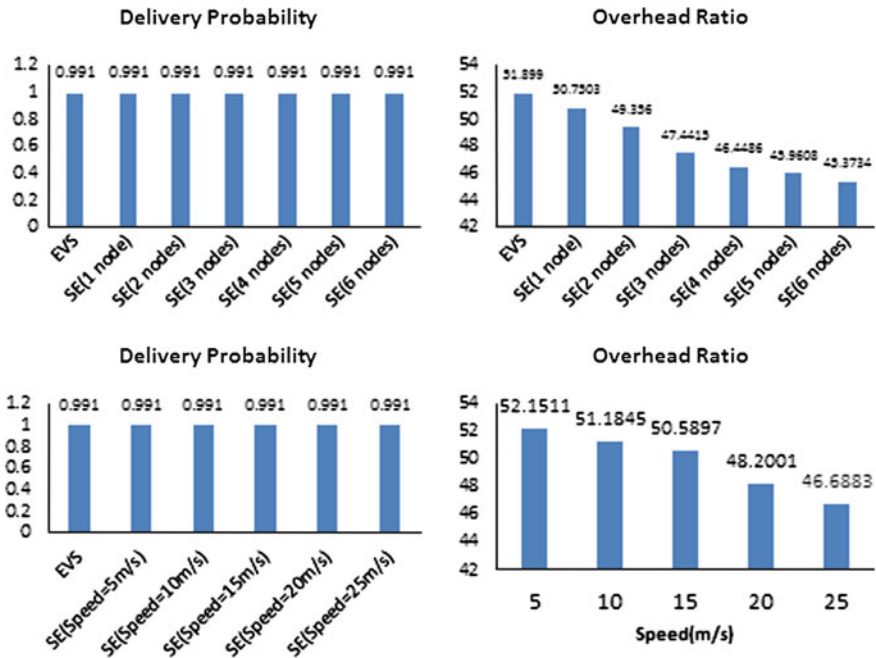 Delivery Probability
1.2
1
0.8
0.6
0.4
0.2
0
0.991 0.991 0.991 0.991 0.991 0.991 0.991
EVS
SE(1 node)
SE(2 nodes)
SE(3 nodes)
SE(4 nodes)
SE(5 nodes)
SE(6 nodes)
Overhead Ratio
54
52
50
48
46
44
42
51.899
46.4486
45.9608
45.3734
EVS
SE(1 node)
SE(2 nodes)
SE(3 nodes)
SE(4 nodes)
SE(5 nodes)
SE(6 nodes)
Delivery Probability
1.2
1
0.8
0.6
0.4
0.2
0
0.991 0.991 0.991 0.991 0.991 0.991
EVS
SE(Speed=5m/s)
SE(Speed=10m/s)
SE(Speed=15m/s)
SE(Speed=20m/s)
SE(Speed=25m/s)
Overhead Ratio
54
52
50
48
46
44
42
52.1511
51.1845
50.5897
48.2001
46.6883
5 10 15 20 25
Speed(m/s)